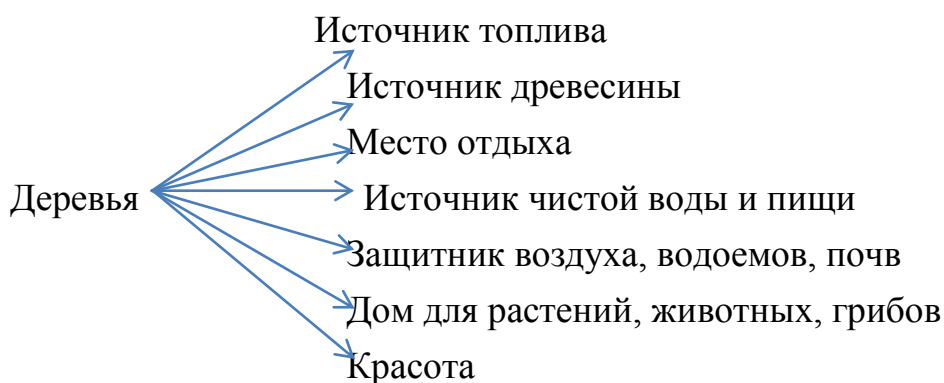 Источник топлива
Источник древесины
Место отдыха
Деревья
Источник чистой воды и пищи
Защитник воздуха, водоемов, почв
Дом для растений, животных, грибов
Красота